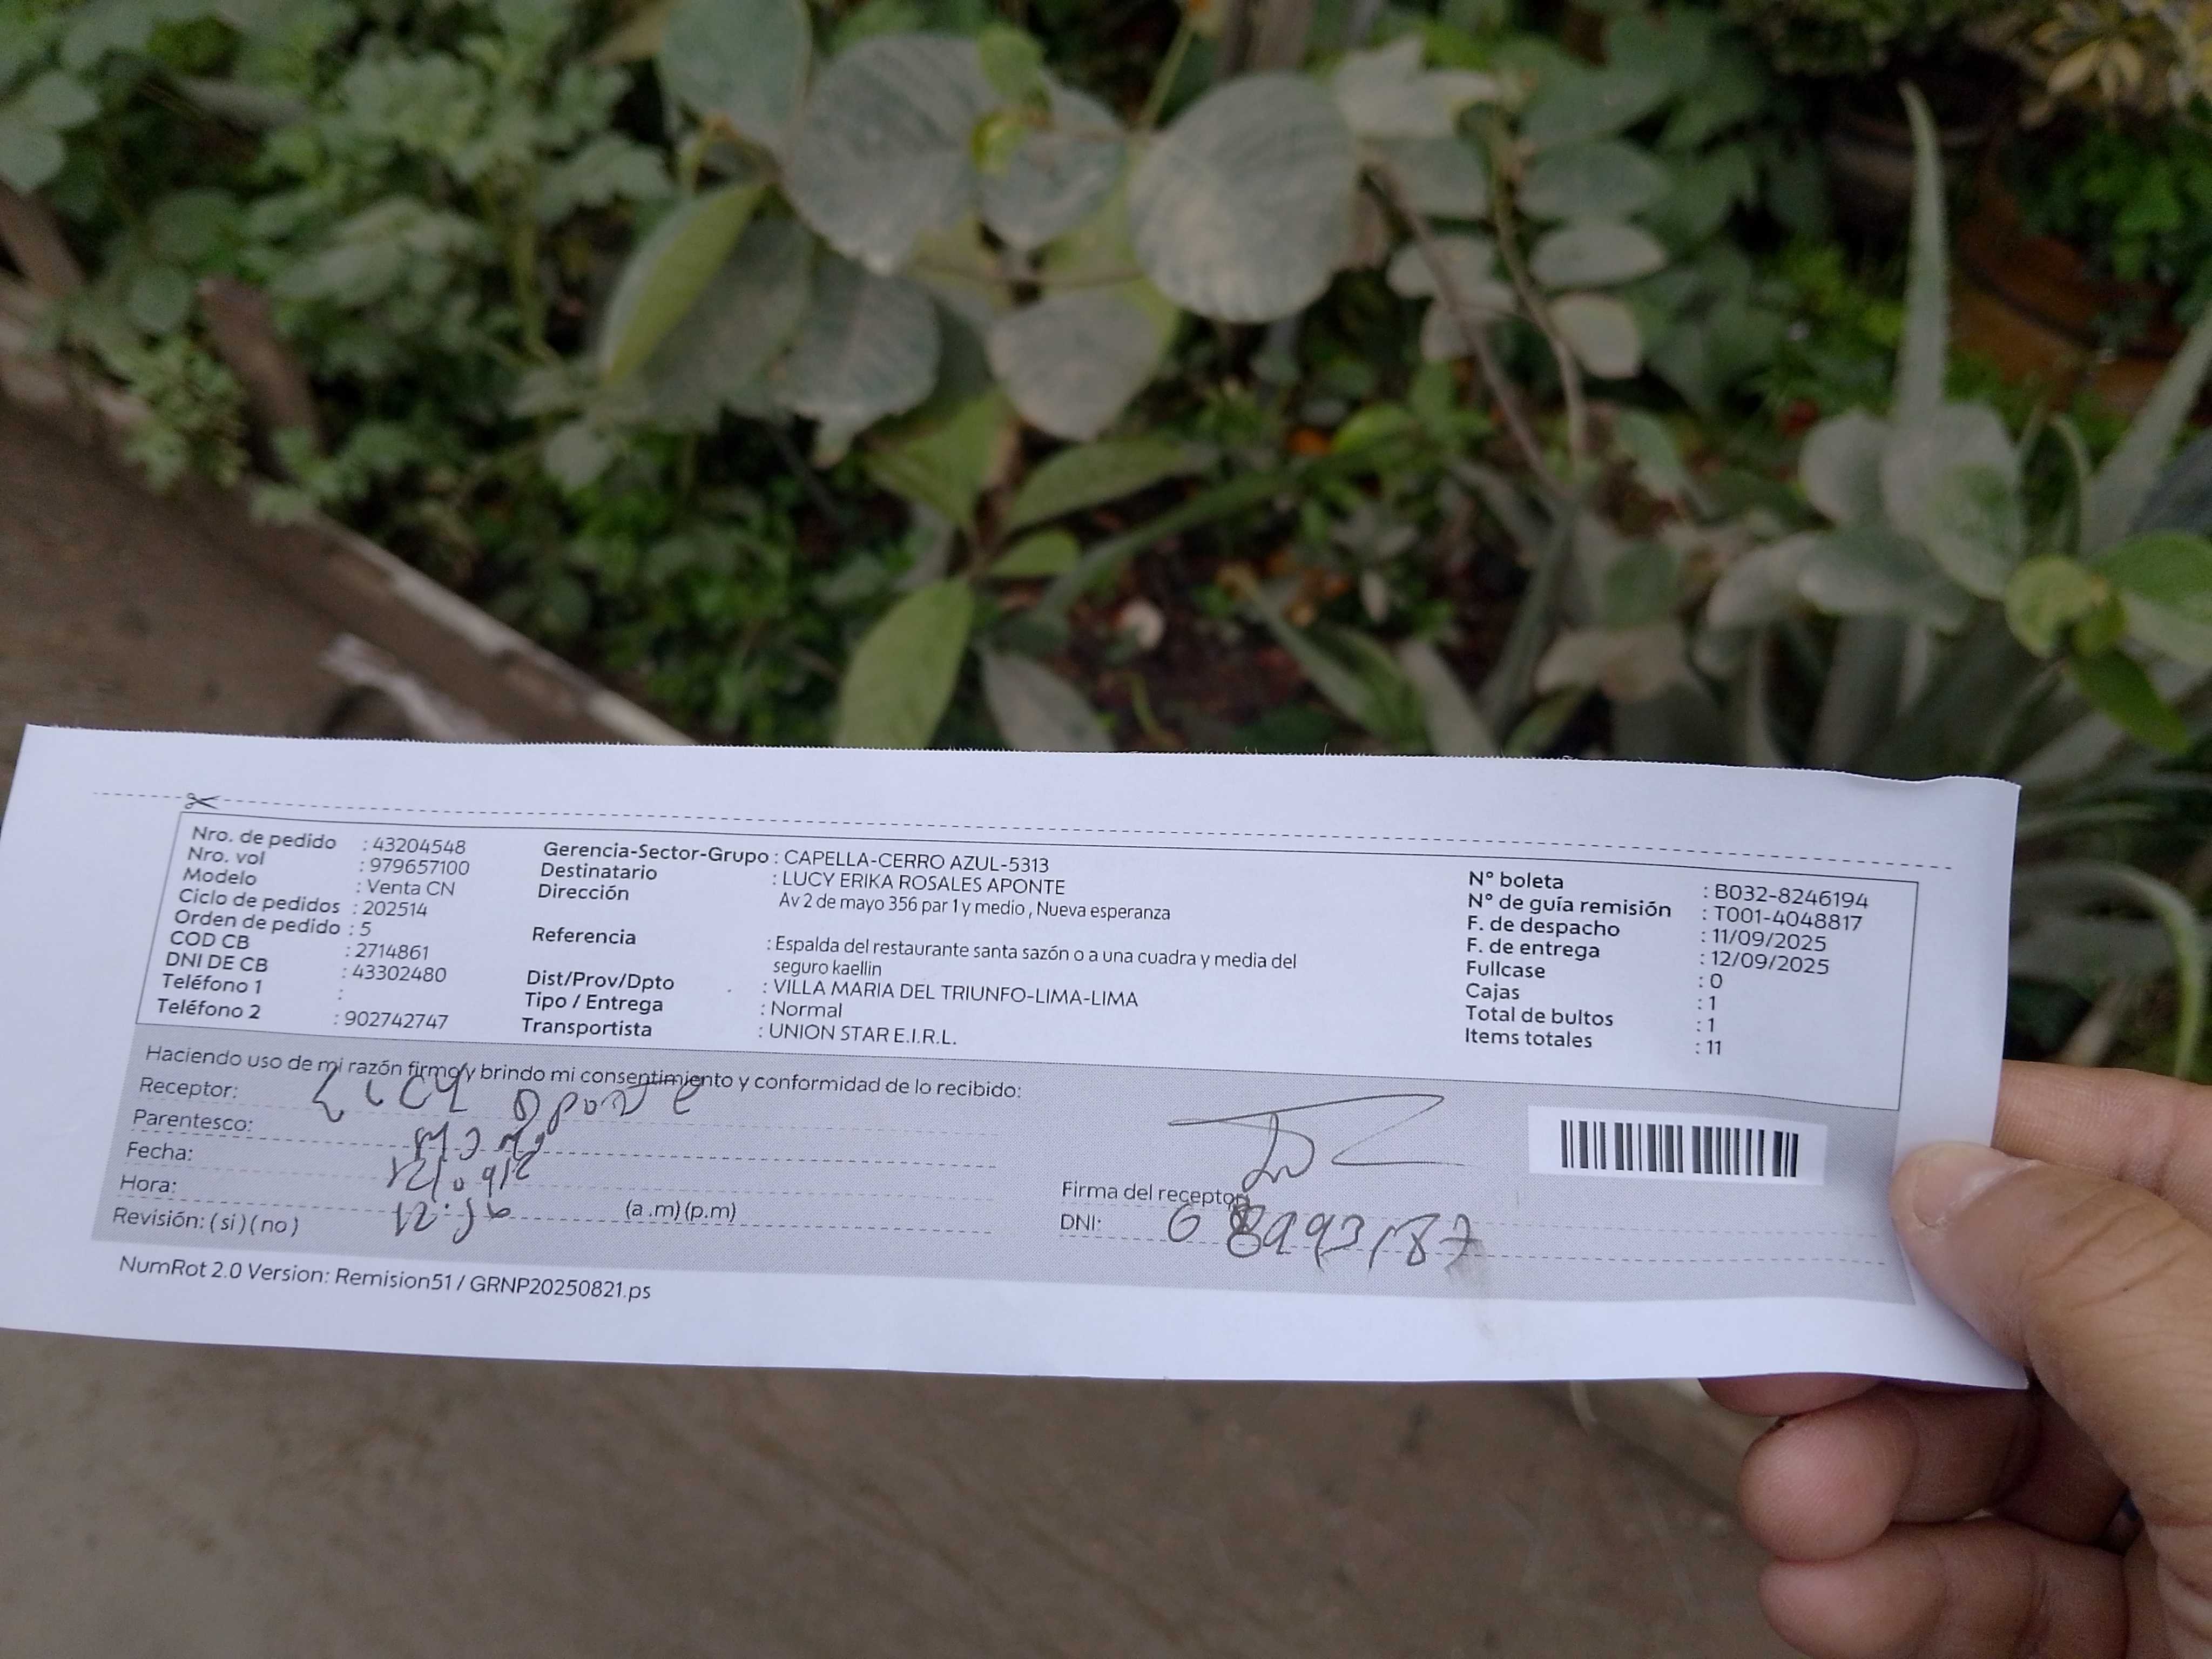 Nro. de pedido : 43204548
Nro. vol : 979657100
Modelo : Venta CN
Ciclo de pedidos : 202514
Orden de pedido : 5
COD CB : 2714861
DNI DE CB : 43302480
Teléfono 1 :
Teléfono 2 : 902742747
Gerencia-Sector-Grupo : CAPELLA-CERRO AZUL-5313
Destinatario : LUCY ERIKA ROSALES APONTE
Dirección Av 2 de mayo 356 par 1 y medio , Nueva esperanza
Referencia : Espalda del restaurante santa sazón o a una cuadra y media del
seguro kaellin
Dist/Prov/Dpto : VILLA MARIA DEL TRIUNFO-LIMA-LIMA
Tipo / Entrega : Normal
Transportista : UNION STAR E.I.R.L.
N° boleta : B032-8246194
N° de guía remisión : T001-4048817
F. de despacho : 11/09/2025
F. de entrega : 12/09/2025
Fullcase : 0
Cajas : 1
Total de bultos : 1
Items totales : 11
Haciendo uso de mi razón firmo y brindo mi consentimiento y conformidad de lo recibido:
Receptor: Lucy Aponte
Parentesco:
Fecha:
Hora: (a .m) (p.m)
Revisión: ( si ) ( no )
Firma del receptor
DNI:
NumRot 2.0 Version: Remision51 / GRNP20250821.ps